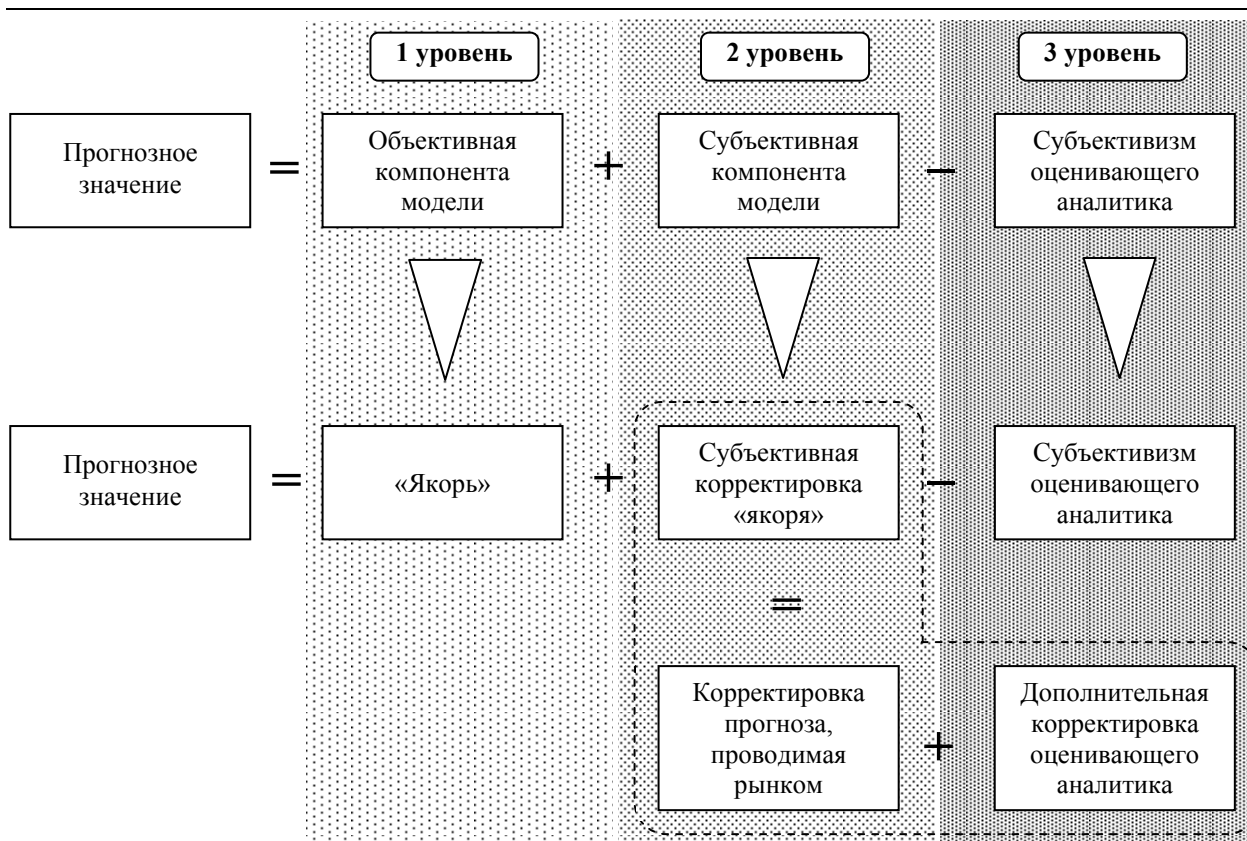 1 уровень
2 уровень
3 уровень
Прогнозное
значение
=
Объективная
компонента
модели
+
Субъективная
компонента
модели
–
Субъективизм
оценивающего
аналитика
Прогнозное
значение
=
«Якорь»
+
Субъективная
корректировка
«якоря»
–
Субъективизм
оценивающего
аналитика
=
Корректировка
прогноза,
проводимая
рынком
+
Дополнительная
корректировка
оценивающего
аналитика